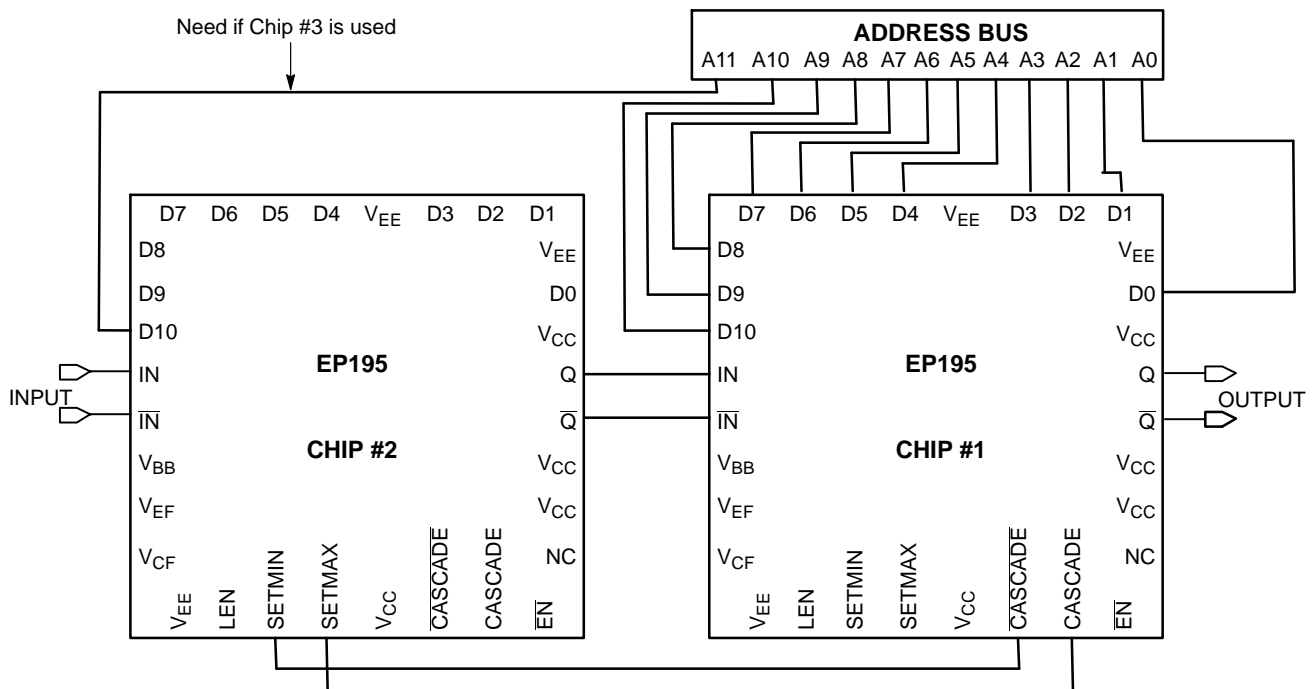 Need if Chip #3 is used
ADDRESS BUS
A11 A10 A9 A8 A7 A6 A5 A4 A3 A2 A1 A0
D7 D6 D5 D4 VEE D3 D2 D1
D8
VEE
D9
D0
D10
VCC
EP195
IN
Q
INPUT
IN
Q
CHIP #2
VBB
VCC
VEF
VCC
VCF
NC
VEE
LEN
SETMIN
SETMAX
VCC
CASCADE
CASCADE
EN
D7 D6 D5 D4 VEE D3 D2 D1
D8
VEE
D9
D0
D10
VCC
EP195
IN
Q
IN
Q
OUTPUT
CHIP #1
VBB
VCC
VEF
VCC
VCF
NC
VEE
LEN
SETMIN
SETMAX
VCC
CASCADE
CASCADE
EN